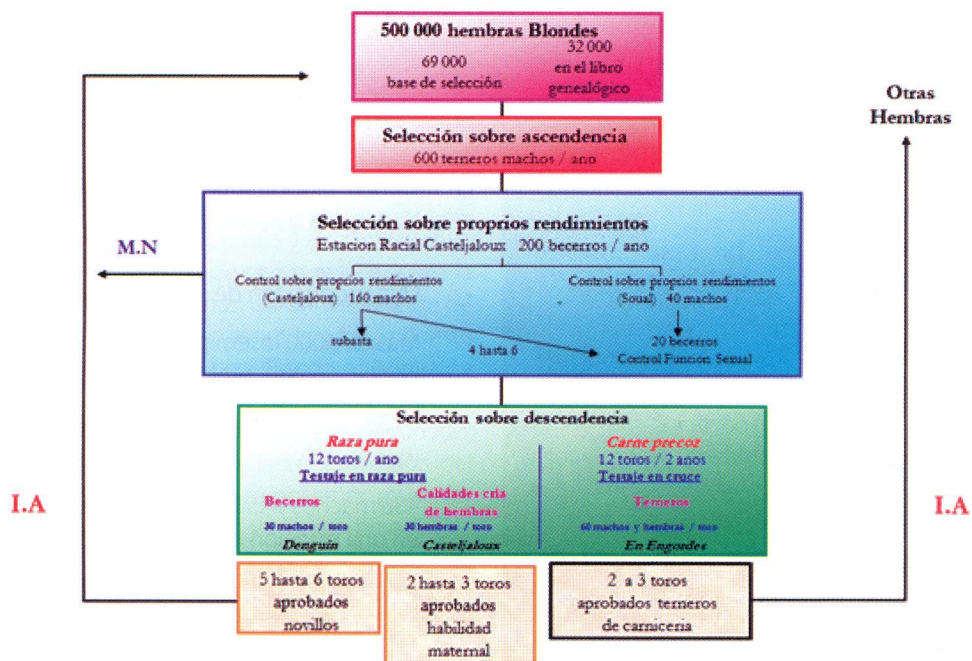 500 000 hembras Blondes
69 000
base de selección
32 000
en el libro
genealógico
Otras
Hembras
Selección sobre ascendencia
600 terneros machos / ano
Selección sobre proprios rendimientos
Estacion Racial Casteljaloux 200 becerros / ano
M.N
Control sobre proprios rendimientos
(Casteljaloux) 160 machos
Control sobre proprios rendimientos
(Soual) 40 machos
subasta
4 hasta 6
20 becerros
Control Funcion Sexual
Selección sobre descendencia
Raza pura
12 toros / ano
Testaje en raza pura
Becerros
30 machos / toro
Denguin
Calidades cria
de hembras
30 hembras / toro
Casteljaloux
Carne precoz
12 toros / 2 anos
Testaje en cruce
Terneros
60 machos y hembras / toro
En Engordes
I.A
I.A
5 hasta 6 toros
aprobados
novillos
2 hasta 3 toros
aprobados
habilidad
maternal
2 a 3 toros
aprobados terneros
de carniceria